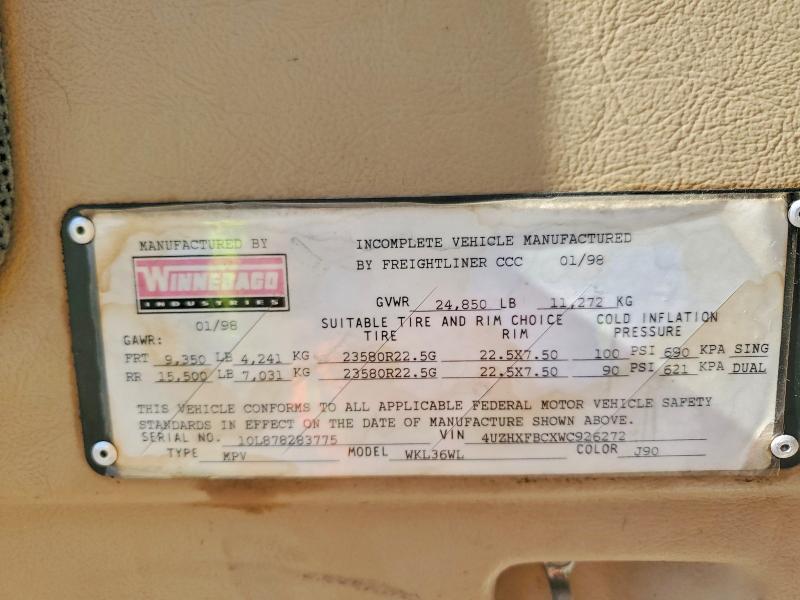 MANUFACTURED BY
WINNEBAGO
INDUSTRIES
01/98
INCOMPLETE VEHICLE MANUFACTURED
BY FREIGHTLINER CCC 01/98
GVWR 24,850 LB 11,272 KG
SUITABLE TIRE AND RIM CHOICE COLD INFLATION
GAWR: TIRE RIM PRESSURE
FRT 9,350 LB 4,241 KG 23580R22.5G 22.5X7.50 100 PSI 690 KPA SING
RR 15,500 LB 7,031 KG 23580R22.5G 22.5X7.50 90 PSI 621 KPA DUAL
THIS VEHICLE CONFORMS TO ALL APPLICABLE FEDERAL MOTOR VEHICLE SAFETY
STANDARDS IN EFFECT ON THE DATE OF MANUFACTURE SHOWN ABOVE.
SERIAL NO. 10L878283775 VIN 4UZHXFBCXWC926272
TYPE MPV MODEL WKL36WL COLOR J90